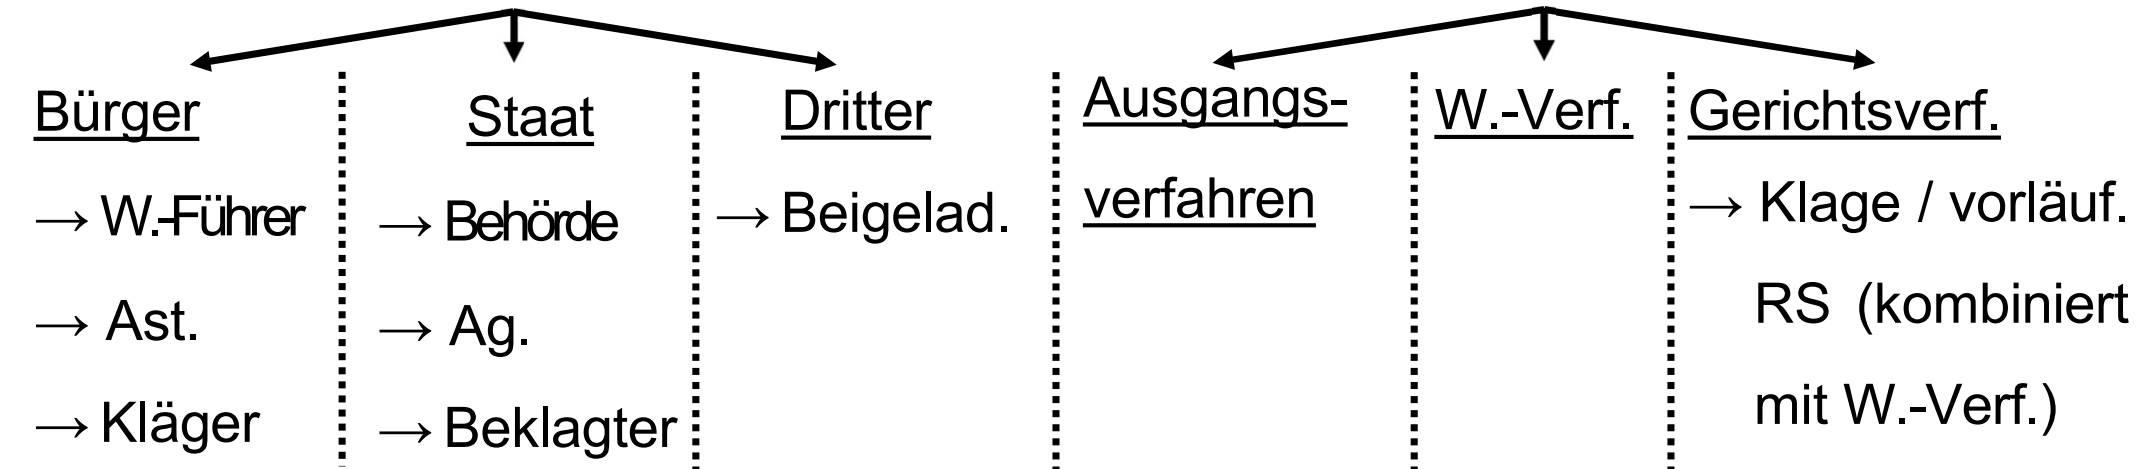 Bürger
→ W.-Führer
→ Ast.
→ Kläger
Staat
→ Behörde
→ Ag.
→ Beklagter
Dritter
→ Beigelad.
Ausgangs-
verfahren
W.-Verf.
Gerichtsverf.
→ Klage / vorläuf.
RS (kombiniert
mit W.-Verf.)